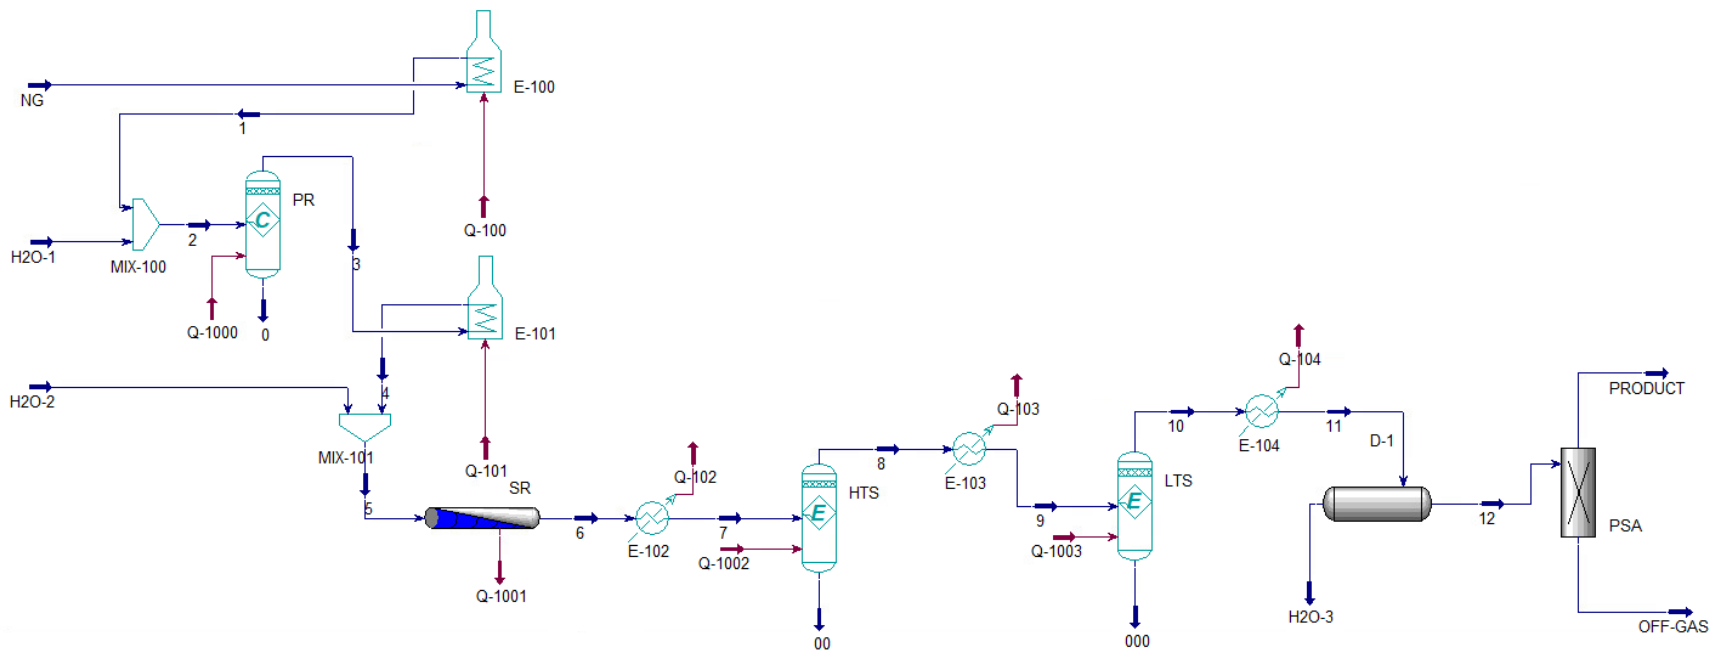 E-100
NG
1
Q-100
PR
C
2
H2O-1
MIX-100
3
Q-1000
0
E-101
4
H2O-2
MIX-101
Q-101
5
SR
Q-1001
6
E-102
Q-102
7
Q-1002
HTS
E
00
8
E-103
Q-103
9
Q-1003
LTS
E
000
10
E-104
Q-104
11
D-1
H2O-3
12
PRODUCT
PSA
OFF-GAS